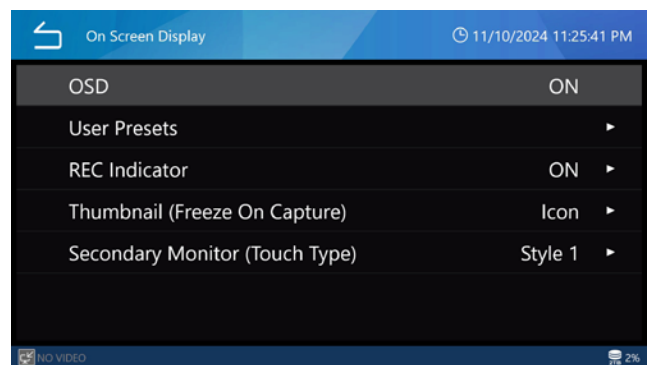 On Screen Display 11/10/2024 11:25:41 PM
OSD ON
User Presets
REC Indicator ON
Thumbnail (Freeze On Capture) Icon
Secondary Monitor (Touch Type) Style 1
NO VIDEO 2%